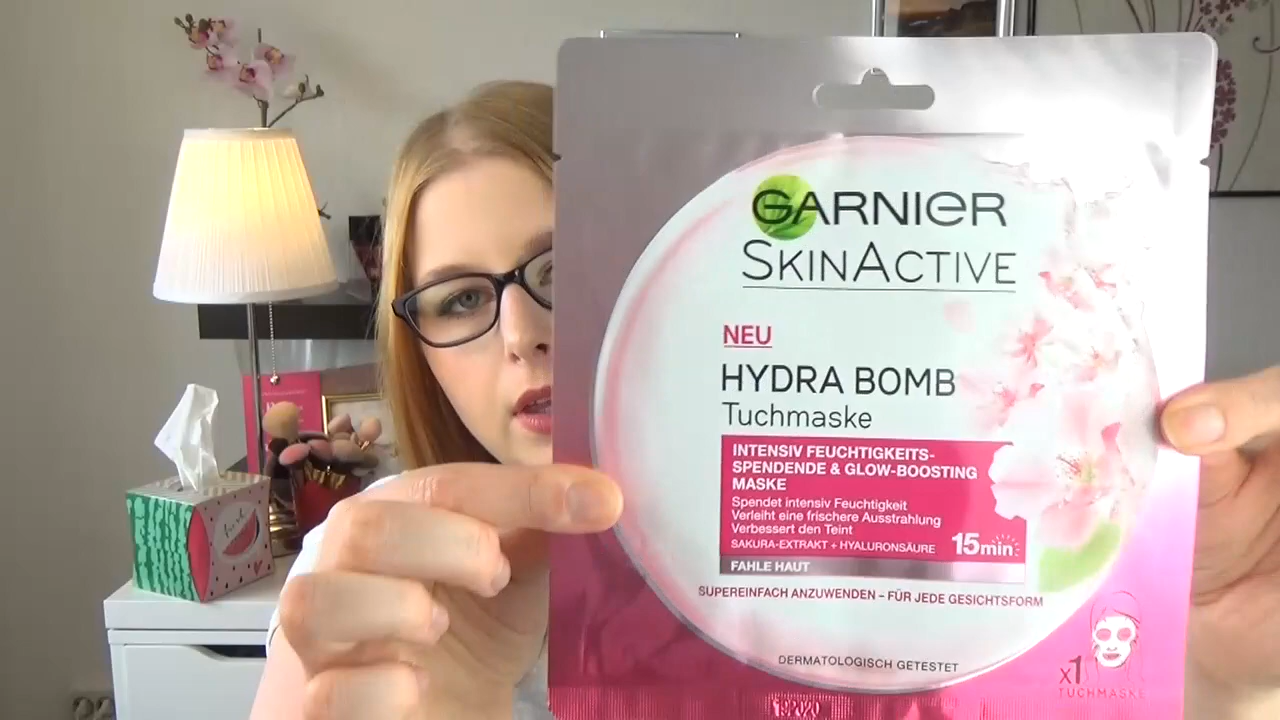 GARNIER
SKINACTIVE
NEU
HYDRA BOMB
Tuchmaske
INTENSIV FEUCHTIGKEITS-
SPENDENDE & GLOW-BOOSTING
MASKE
Spendet intensiv Feuchtigkeit
Verleiht eine frischere Ausstrahlung
Verbessert den Teint
SAKURA-EXTRAKT + HYALURONSÄURE
15min
FAHLE HAUT
SUPEREINFACH ANZUWENDEN – FÜR JEDE GESICHTSFORM
DERMATOLOGISCH GETESTET
x1
TUCHMASKE